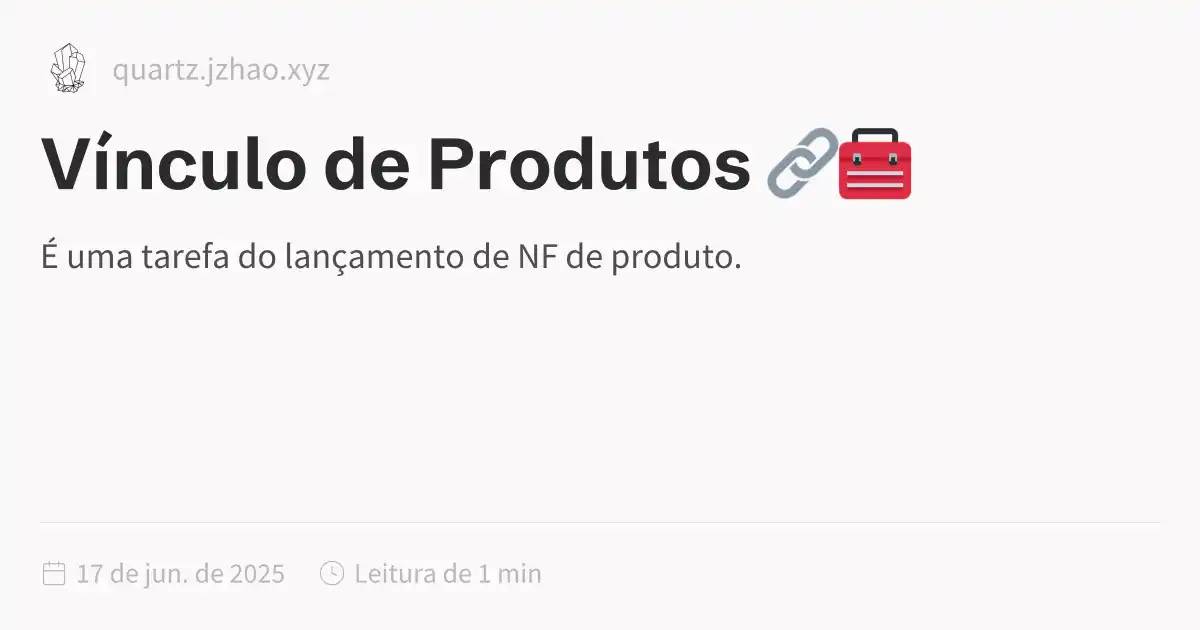 quartz.jzhao.xyz
Vínculo de Produtos 🔗🧰
É uma tarefa do lançamento de NF de produto.
17 de jun. de 2025 Leitura de 1 min